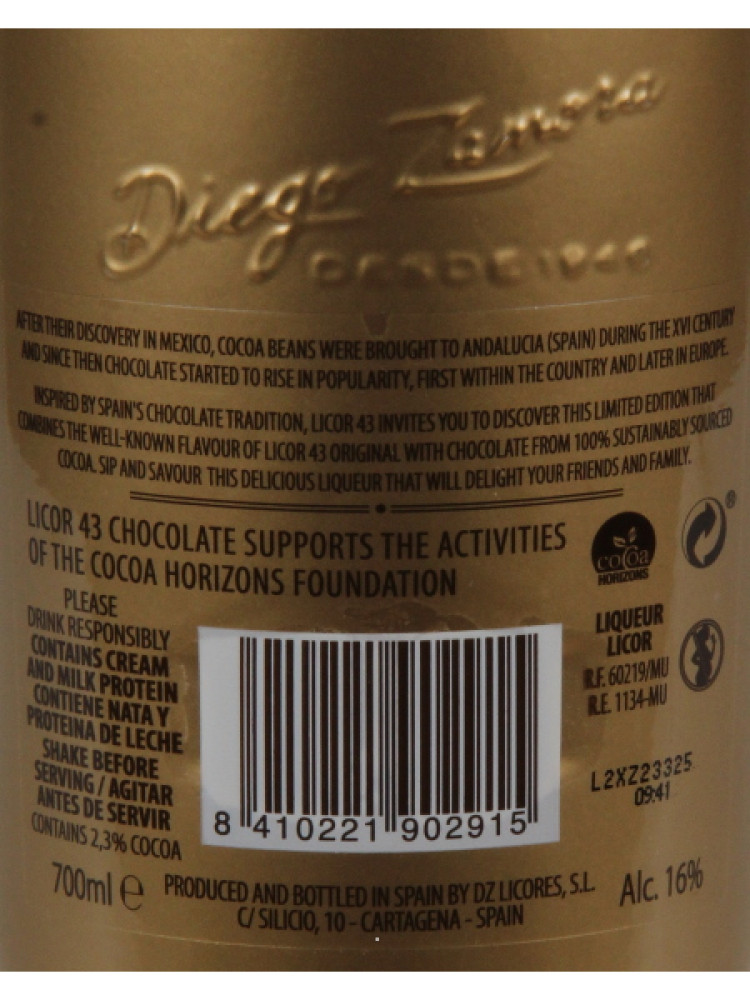 Diego Zamora
DESDE 1946
AFTER THEIR DISCOVERY IN MEXICO, COCOA BEANS WERE BROUGHT TO ANDALUCIA (SPAIN) DURING THE XVI CENTURY
AND SINCE THEN CHOCOLATE STARTED TO RISE IN POPULARITY, FIRST WITHIN THE COUNTRY AND LATER IN EUROPE.
INSPIRED BY SPAIN'S CHOCOLATE TRADITION, LICOR 43 INVITES YOU TO DISCOVER THIS LIMITED EDITION THAT
COMBINES THE WELL-KNOWN FLAVOUR OF LICOR 43 ORIGINAL WITH CHOCOLATE FROM 100% SUSTAINABLY SOURCED
COCOA. SIP AND SAVOUR THIS DELICIOUS LIQUEUR THAT WILL DELIGHT YOUR FRIENDS AND FAMILY.
LICOR 43 CHOCOLATE SUPPORTS THE ACTIVITIES
OF THE COCOA HORIZONS FOUNDATION
cocoa
HORIZONS
®
PLEASE
DRINK RESPONSIBLY
CONTAINS CREAM
AND MILK PROTEIN
CONTIENE NATA Y
PROTEINA DE LECHE
SHAKE BEFORE
SERVING / AGITAR
ANTES DE SERVIR
CONTAINS 2,3% COCOA
8 410221 902915
LIQUEUR
LICOR
R.F. 60219/MU
R.E. 1134-MU
L2XZ23325
09:41
700ml e
PRODUCED AND BOTTLED IN SPAIN BY DZ LICORES, S.L.
C/ SILICIO, 10 - CARTAGENA - SPAIN
Alc. 16%